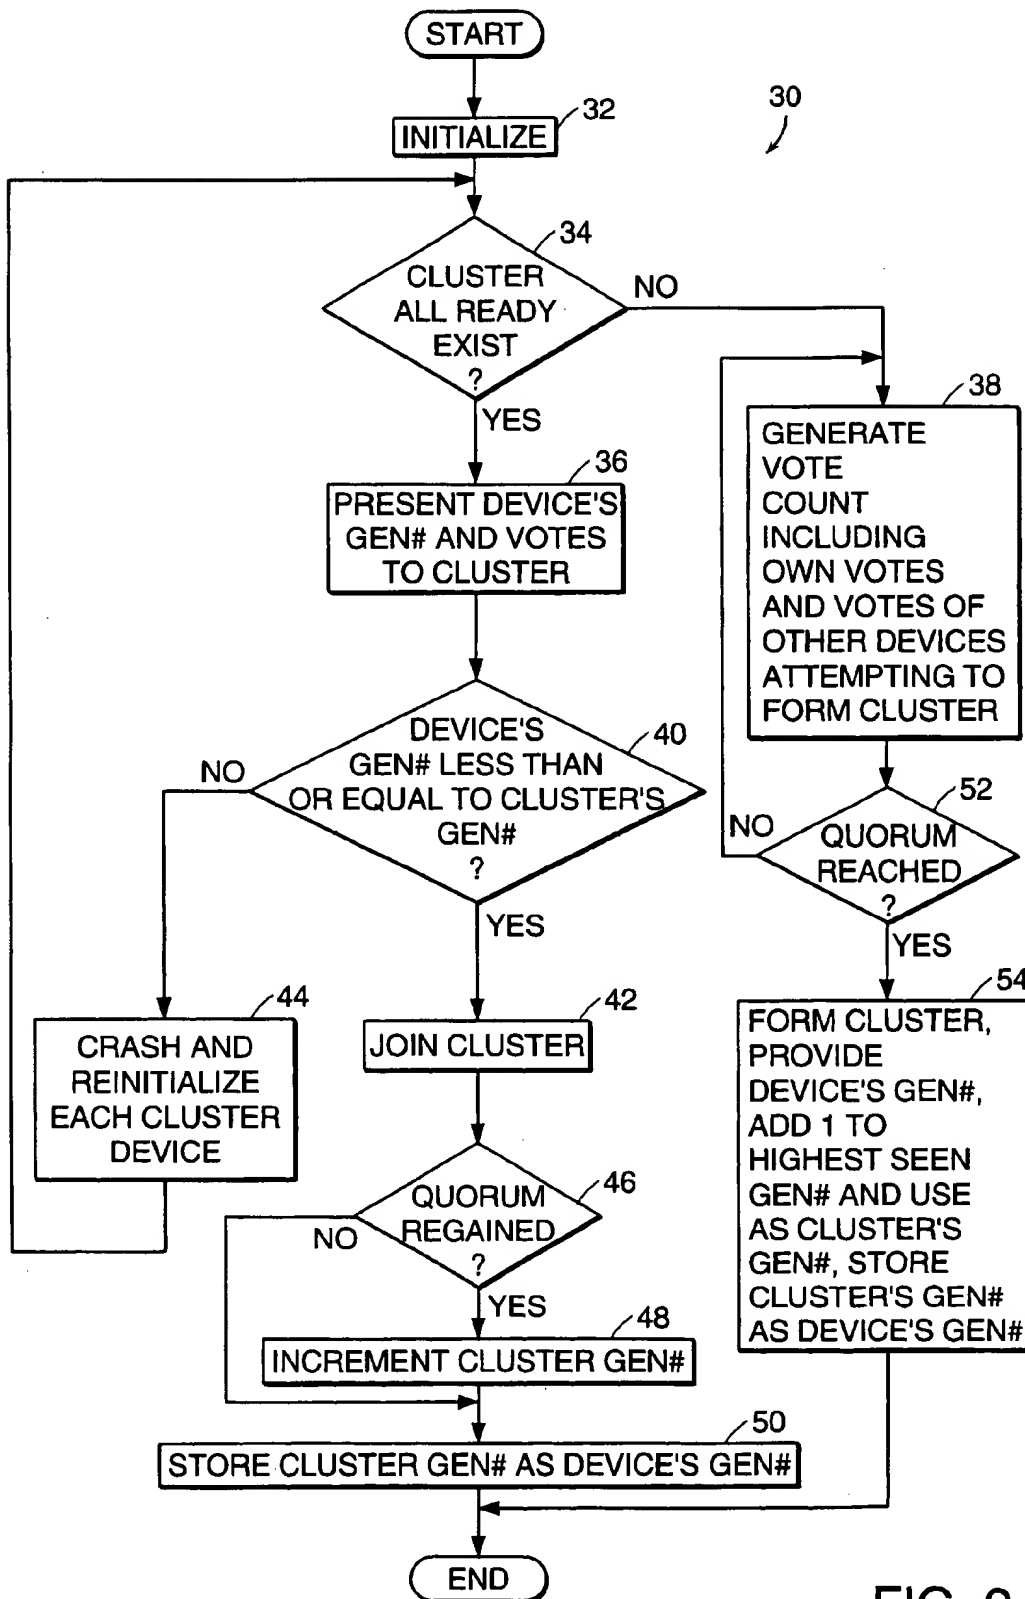 START
32
INITIALIZE
30
34
CLUSTER
ALL READY
EXIST
?
NO
YES
36
PRESENT DEVICE'S
GEN# AND VOTES
TO CLUSTER
38
GENERATE
VOTE
COUNT
INCLUDING
OWN VOTES
AND VOTES OF
OTHER DEVICES
ATTEMPTING TO
FORM CLUSTER
40
DEVICE'S
GEN# LESS THAN
OR EQUAL TO CLUSTER'S
GEN#
?
NO
YES
52
QUORUM
REACHED
?
NO
YES
44
CRASH AND
REINITIALIZE
EACH CLUSTER
DEVICE
42
JOIN CLUSTER
54
FORM CLUSTER,
PROVIDE
DEVICE'S GEN#,
ADD 1 TO
HIGHEST SEEN
GEN# AND USE
AS CLUSTER'S
GEN#, STORE
CLUSTER'S GEN#
AS DEVICE'S GEN#
46
QUORUM
REGAINED
?
NO
YES
48
INCREMENT CLUSTER GEN#
50
STORE CLUSTER GEN# AS DEVICE'S GEN#
END